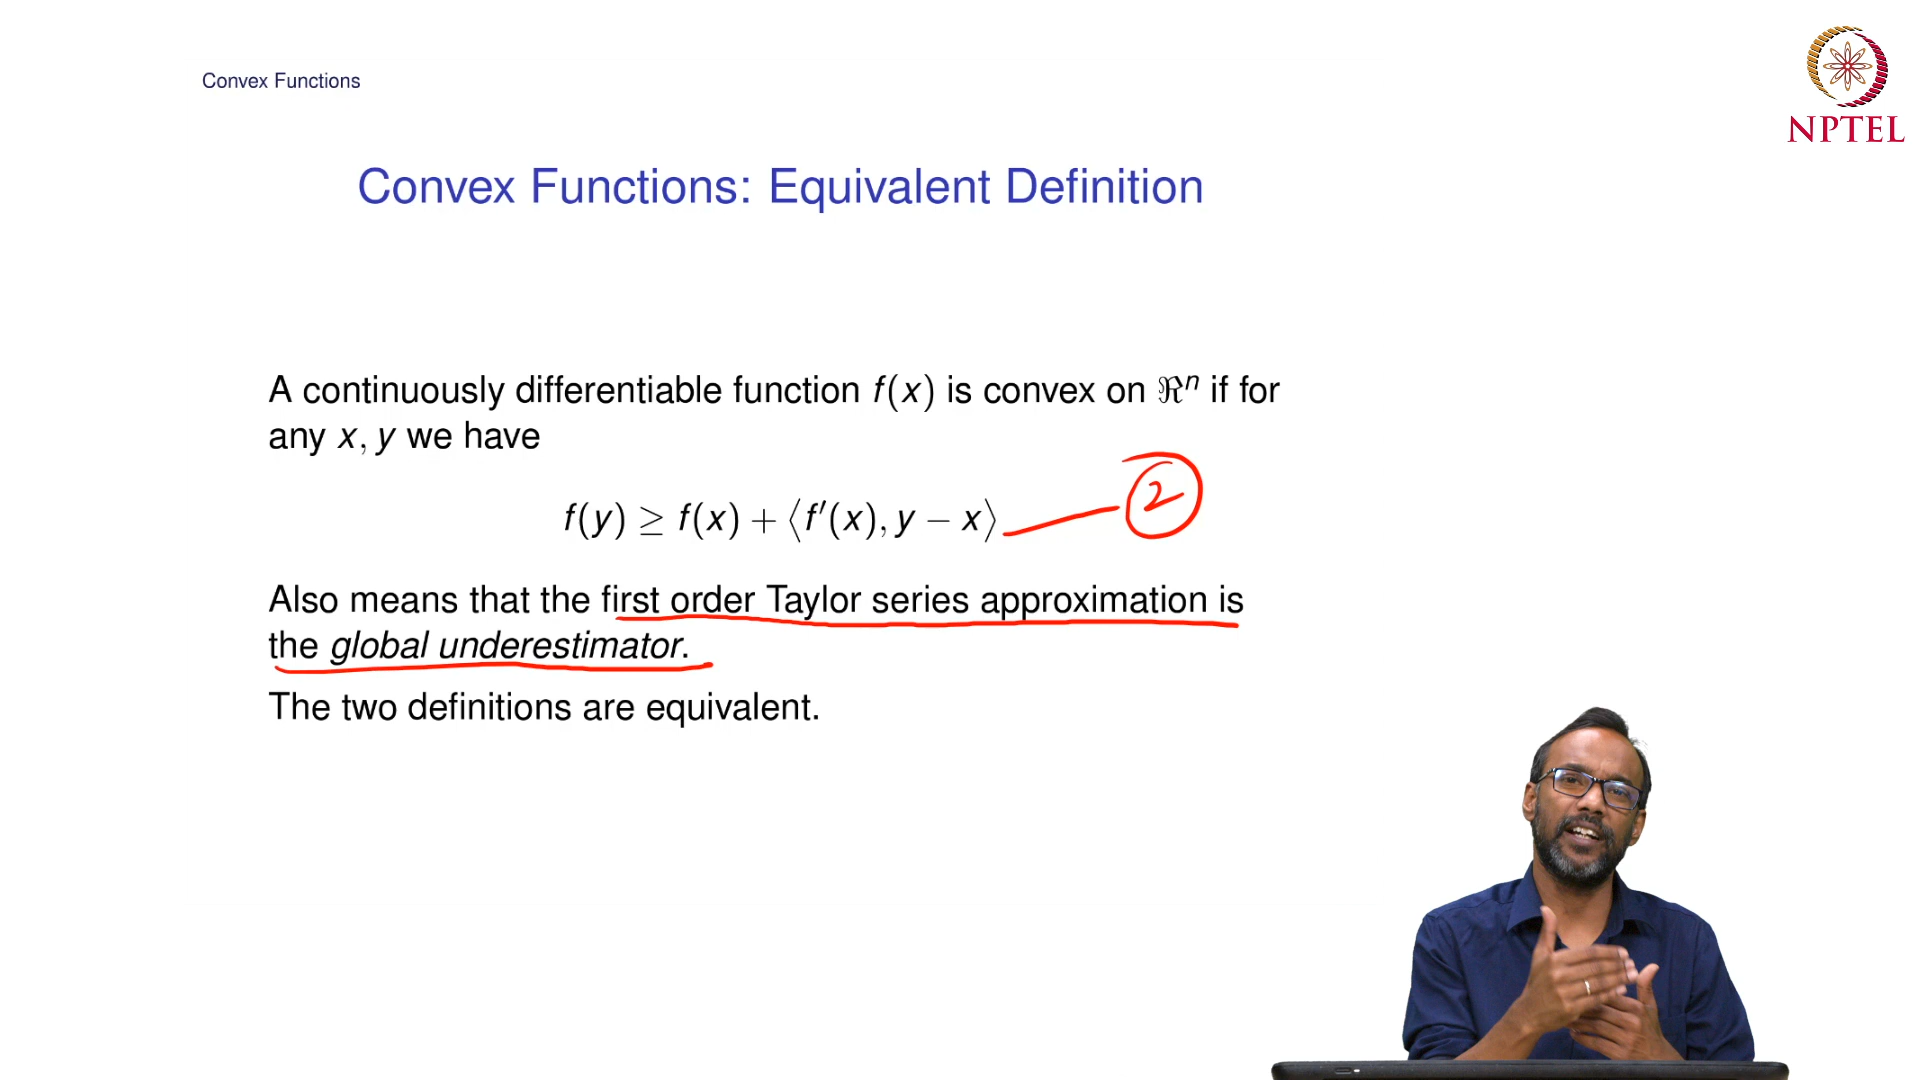 Convex Functions
NPTEL
Convex Functions: Equivalent Definition
A continuously differentiable function f(x) is convex on ℜⁿ if for
any x, y we have
f(y) ≥ f(x) + ⟨f′(x), y − x⟩
2
Also means that the first order Taylor series approximation is
the global underestimator.
The two definitions are equivalent.